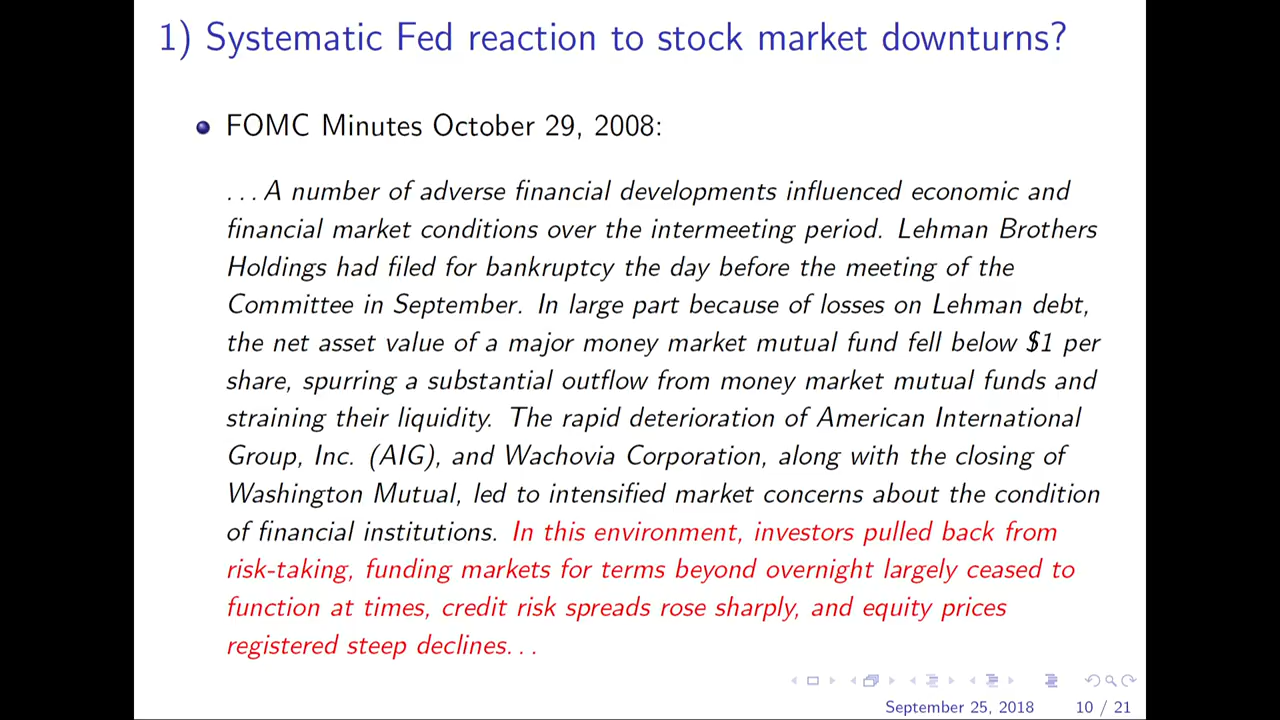 1) Systematic Fed reaction to stock market downturns?
FOMC Minutes October 29, 2008:
...A number of adverse financial developments influenced economic and
financial market conditions over the intermeeting period. Lehman Brothers
Holdings had filed for bankruptcy the day before the meeting of the
Committee in September. In large part because of losses on Lehman debt,
the net asset value of a major money market mutual fund fell below $1 per
share, spurring a substantial outflow from money market mutual funds and
straining their liquidity. The rapid deterioration of American International
Group, Inc. (AIG), and Wachovia Corporation, along with the closing of
Washington Mutual, led to intensified market concerns about the condition
of financial institutions. In this environment, investors pulled back from
risk-taking, funding markets for terms beyond overnight largely ceased to
function at times, credit risk spreads rose sharply, and equity prices
registered steep declines...
September 25, 2018 10 / 21